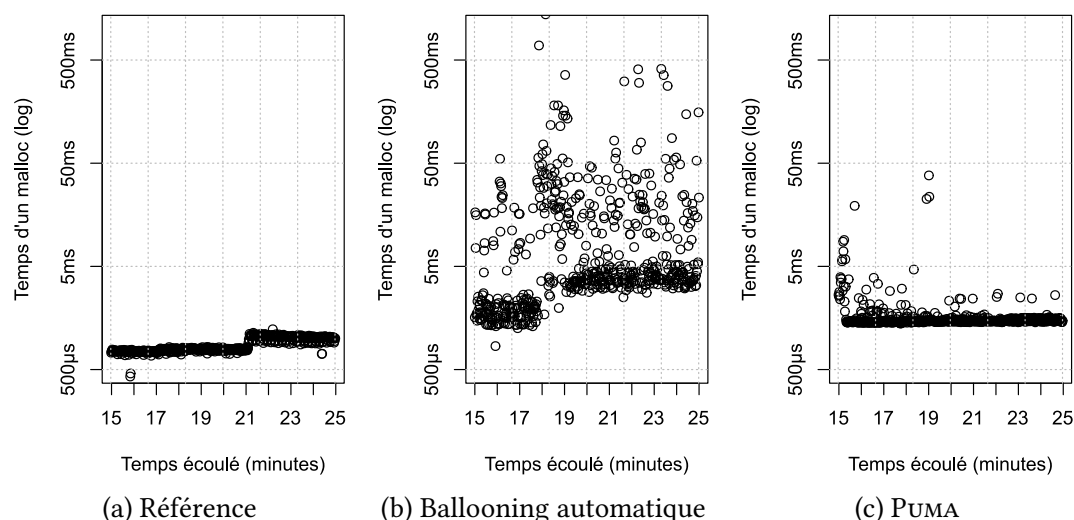 Temps d'un malloc (log)
500µs
5ms
50ms
500ms
15 17 19 21 23 25
Temps écoulé (minutes)
(a) Référence
Temps d'un malloc (log)
500µs
5ms
50ms
500ms
15 17 19 21 23 25
Temps écoulé (minutes)
(b) Ballooning automatique
Temps d'un malloc (log)
500µs
5ms
50ms
500ms
15 17 19 21 23 25
Temps écoulé (minutes)
(c) PUMA